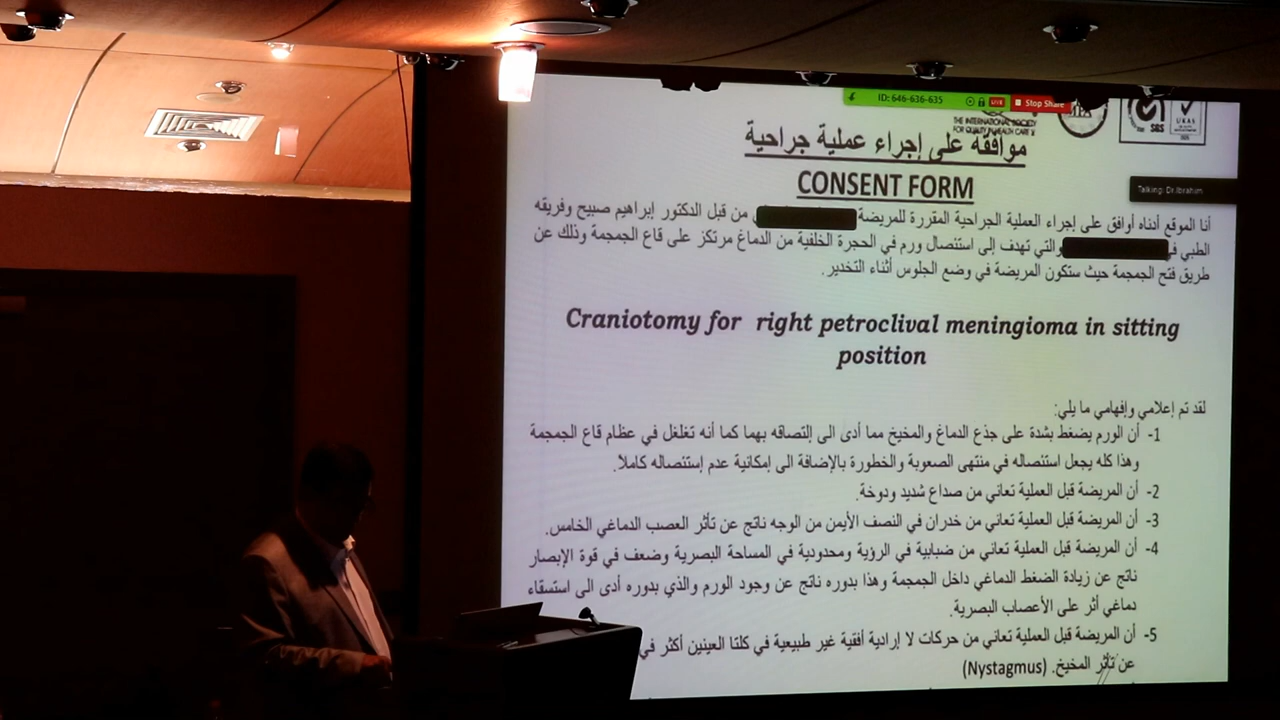 ID: 646-636-635 LIVE Stop Share
THE INTERNATIONAL SOCIETY
FOR QUALITY IN HEALTH CARE
SGS
UKAS
موافقة على إجراء عملية جراحية
CONSENT FORM
Talking: Dr.Ibrahim
أنا الموقع أدناه أوافق على إجراء العملية الجراحية المقررة للمريضة من قبل الدكتور إبراهيم صبيح وفريقه
الطبي والتي تهدف إلى استئصال ورم في الحجرة الخلفية من الدماغ مرتكز على قاع الجمجمة وذلك عن
طريق فتح الجمجمة حيث ستكون المريضة في وضع الجلوس أثناء التخدير.
Craniotomy for right petroclival meningioma in sitting
position
لقد تم إعلامي وإفهامي ما يلي:
1- أن الورم يضغط بشدة على جذع الدماغ والمخيخ مما أدى الى إلتصاقه بهما كما أنه تغلغل في عظام قاع الجمجمة
وهذا كله يجعل استئصاله في منتهى الصعوبة والخطورة بالإضافة الى إمكانية عدم إستئصاله كاملا.
2- أن المريضة قبل العملية تعاني من صداع شديد ودوخة.
3- أن المريضة قبل العملية تعاني من خدران في النصف الأيمن من الوجه ناتج عن تأثر العصب الدماغي الخامس.
4- أن المريضة قبل العملية تعاني من ضبابية في الرؤية ومحدودية في المساحة البصرية وضعف في قوة الإبصار
ناتج عن زيادة الضغط الدماغي داخل الجمجمة وهذا بدوره ناتج عن وجود الورم والذي بدوره أدى الى استسقاء
دماغي أثر على الأعصاب البصرية.
5- أن المريضة قبل العملية تعاني من حركات لا إرادية أفقية غير طبيعية في كلتا العينين أكثر في
عن تأثر المخيخ. (Nystagmus)